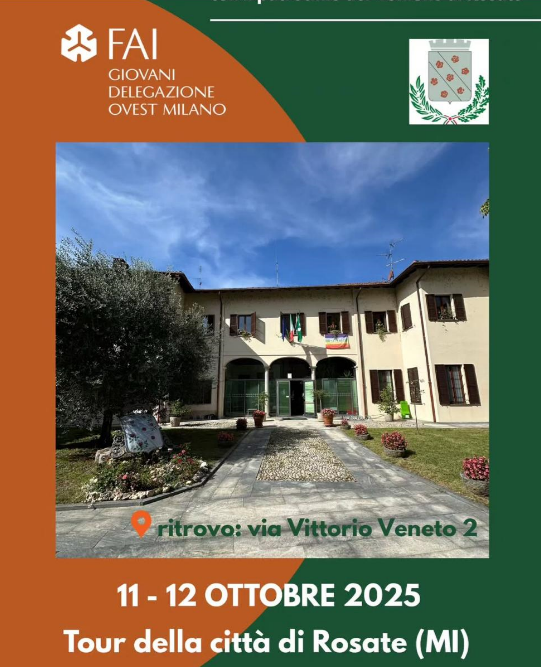 FAI
GIOVANI
DELEGAZIONE
OVEST MILANO
ritrovo: via Vittorio Veneto 2
11 - 12 OTTOBRE 2025
Tour della città di Rosate (MI)